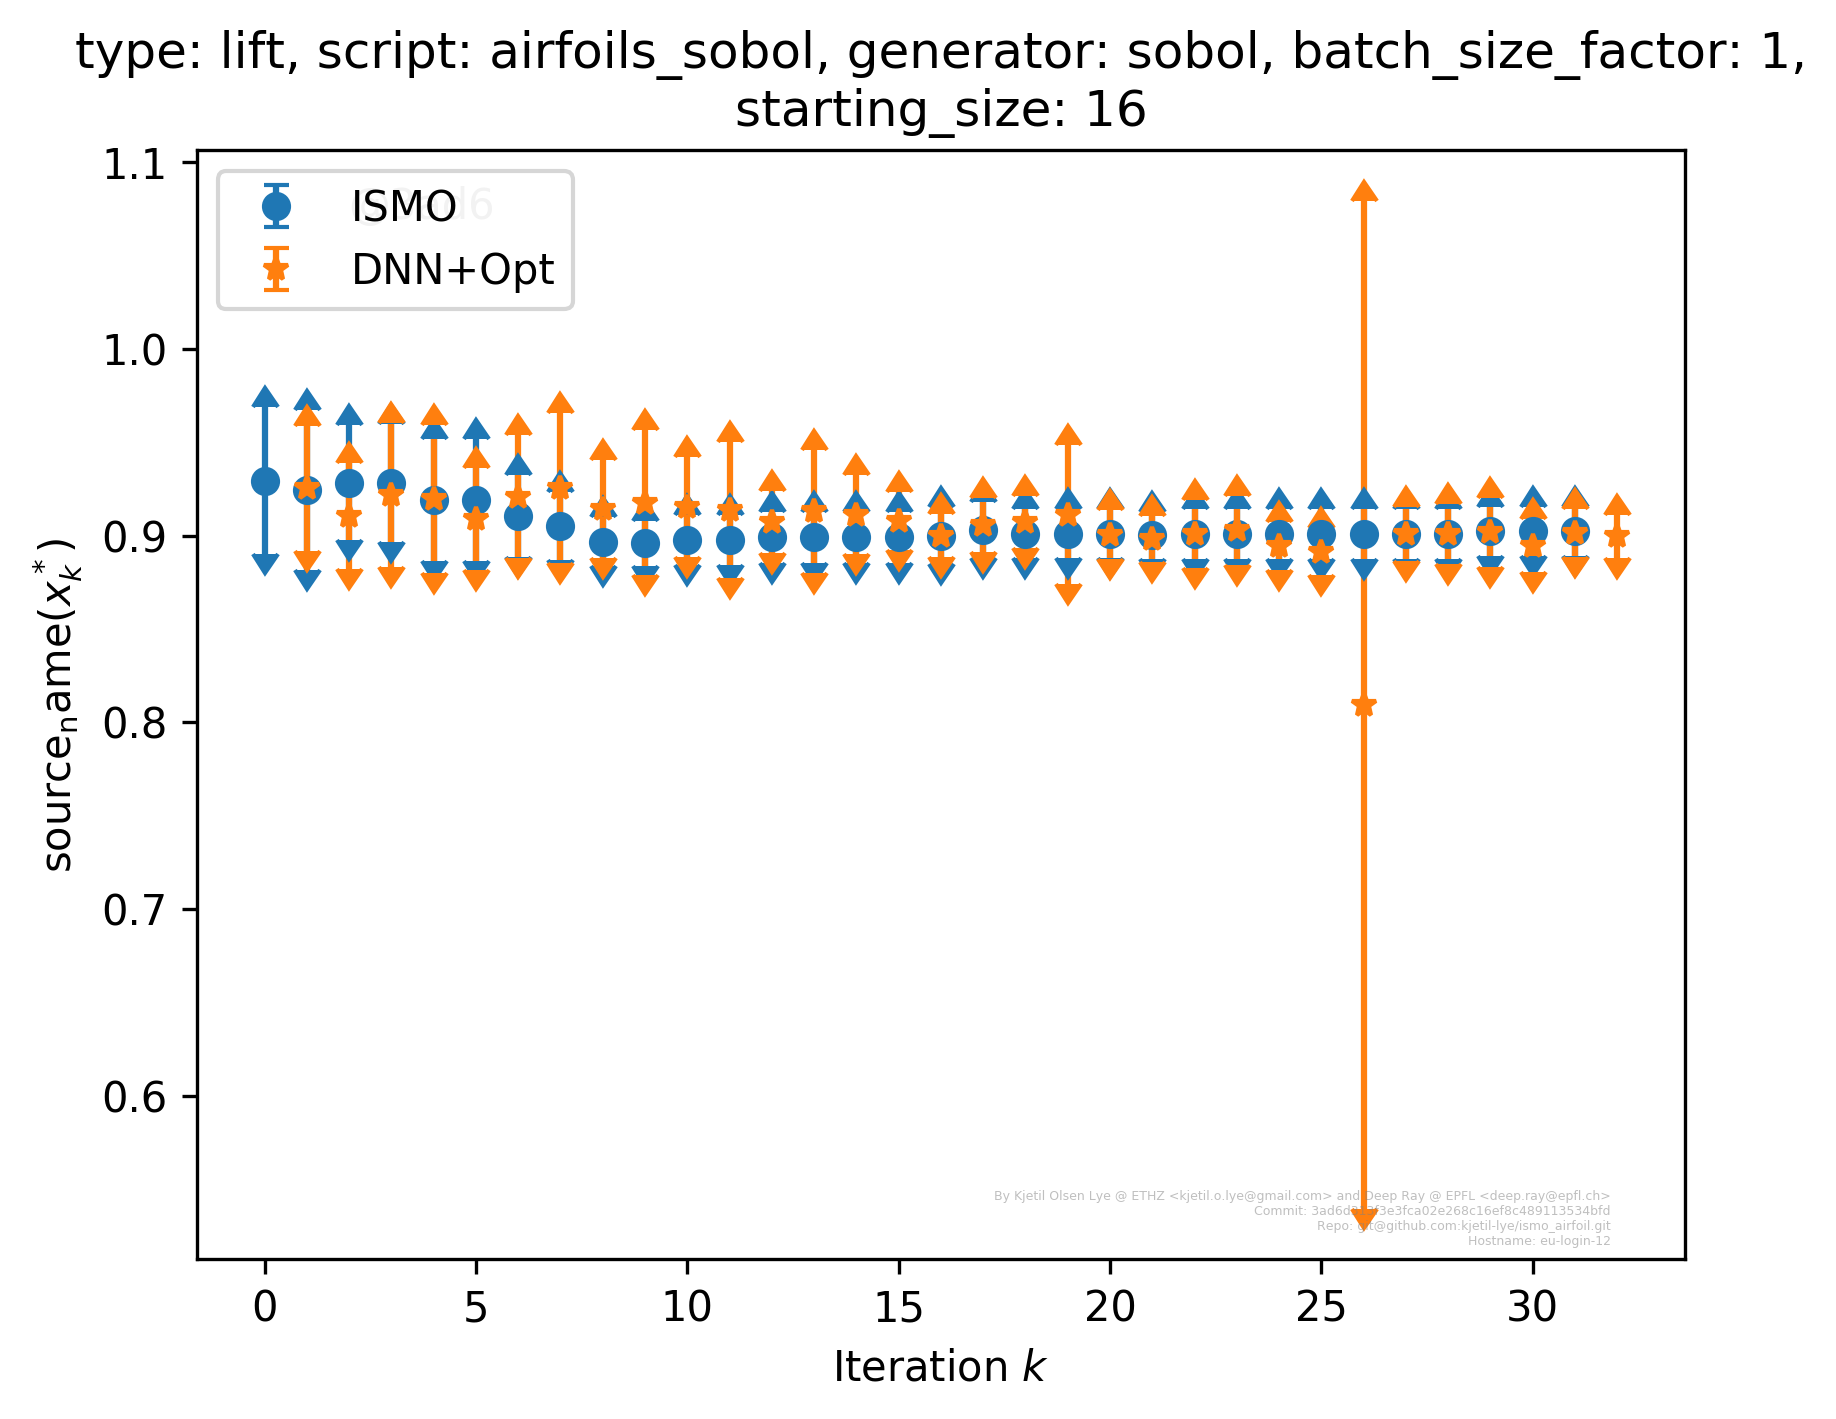 type: lift, script: airfoils_sobol, generator: sobol, batch_size_factor: 1,
starting_size: 16
1.1
1.0
0.9
0.8
0.7
0.6
sourceₙame(x*ₖ)
ISMO
DNN+Opt
By Kjetil Olsen Lye @ ETHZ <kjetil.o.lye@gmail.com> and Deep Ray @ EPFL <deep.ray@epfl.ch>
Commit:
Repo: git@github.com:kjetil-lye/ismo_airfoil.git
Hostname: eu-login-12
0 5 10 15 20 25 30
Iteration k